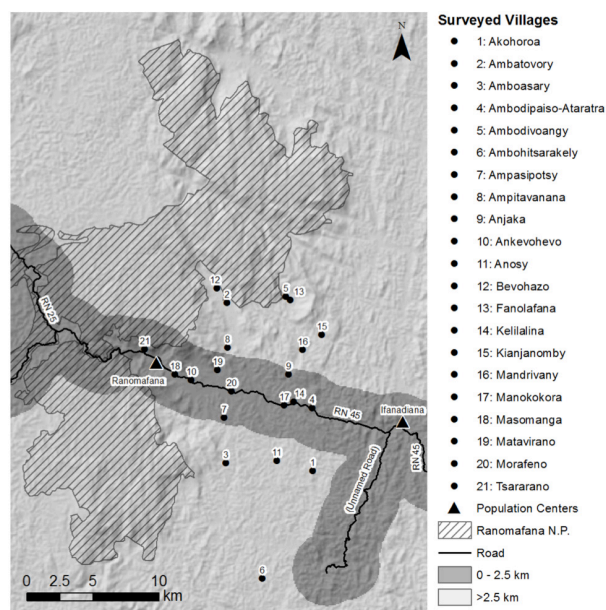 N
12
2
5
13
15
16
8
21
19
9
Ranomafana
18
10
20
17
14
4
7
Ifanadiana
RN 25
RN 45
RN 45
(Unnamed Road)
3
11
1
6
0 2.5 5 10
km
Surveyed Villages
1: Akohoroa
2: Ambatovory
3: Amboasary
4: Ambodipaiso-Ataratra
5: Ambodivoangy
6: Ambohitsarakely
7: Ampasipotsy
8: Ampitavanana
9: Anjaka
10: Ankevohevo
11: Anosy
12: Bevohazo
13: Fanolafana
14: Kelilalina
15: Kianjanomby
16: Mandrivany
17: Manokokora
18: Masomanga
19: Matavirano
20: Morafeno
21: Tsararano
Population Centers
Ranomafana N.P.
Road
0 - 2.5 km
>2.5 km